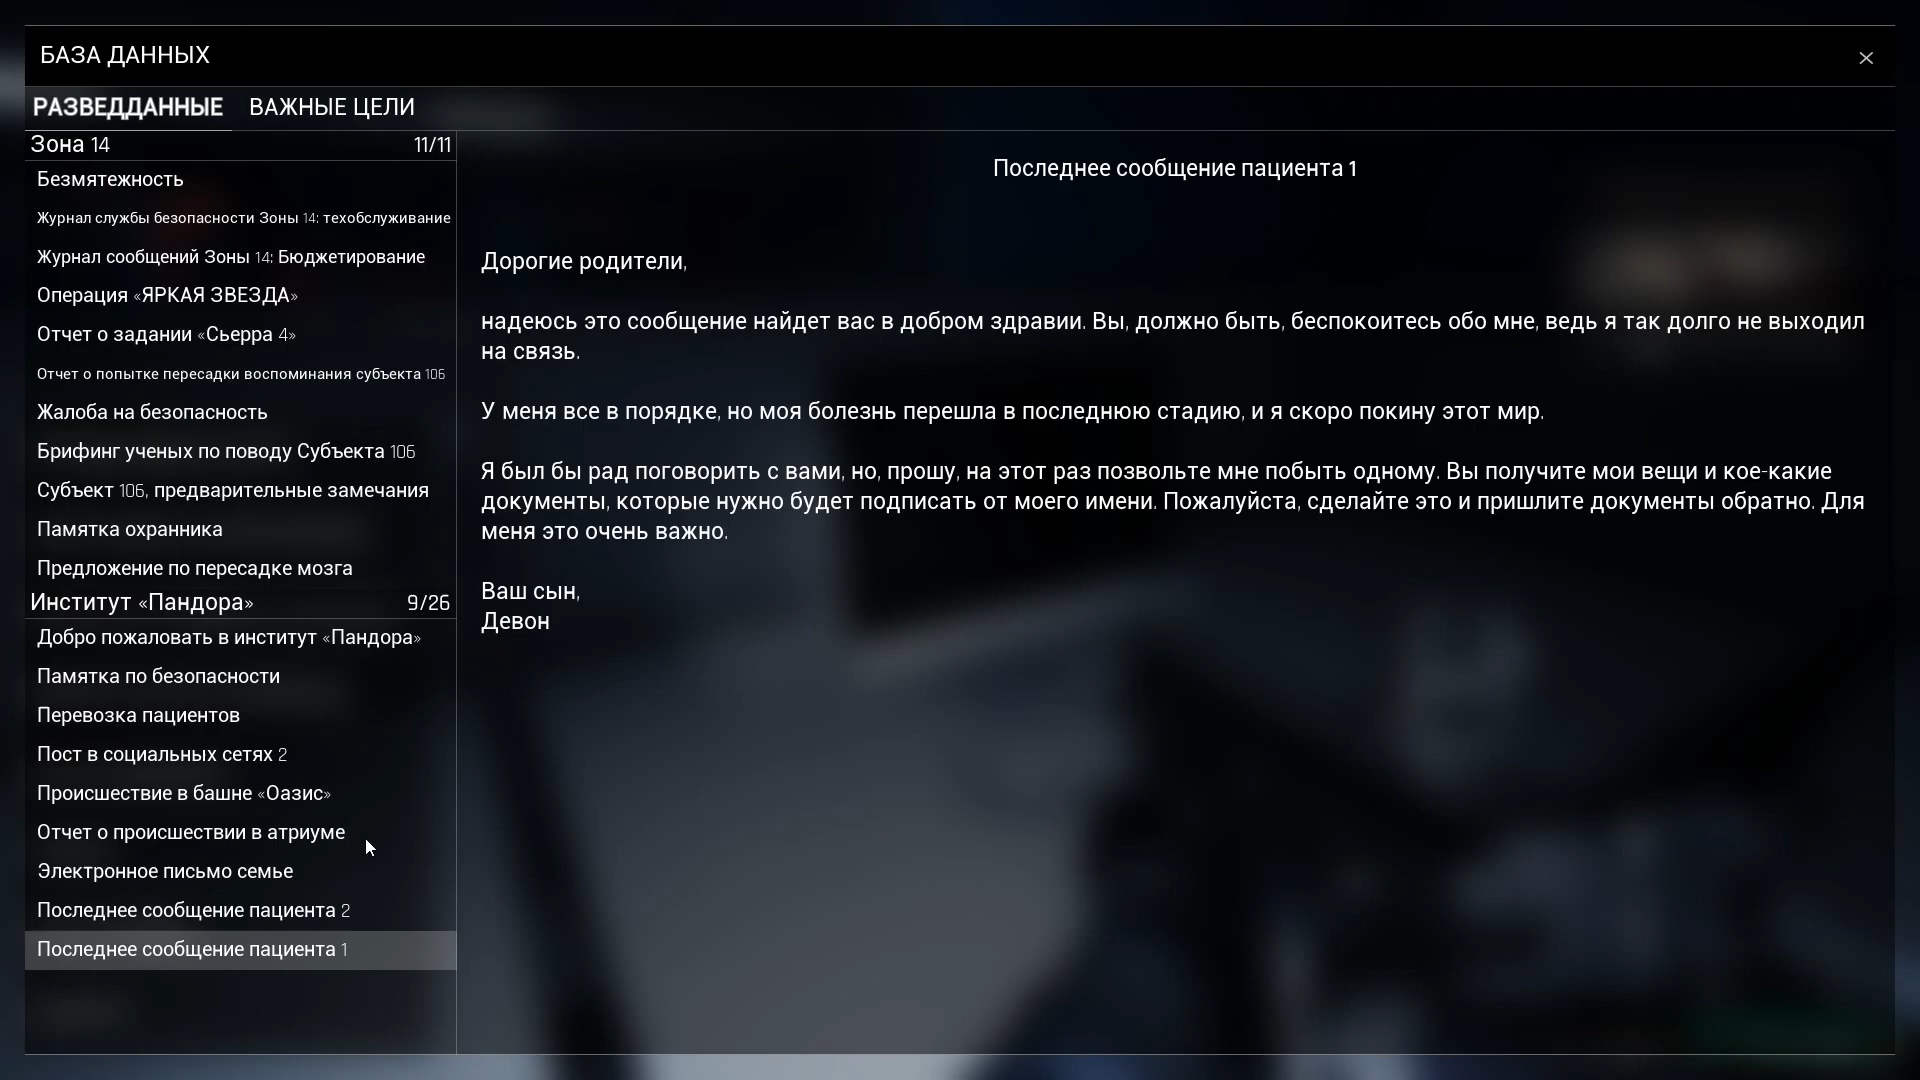 БАЗА ДАННЫХ
РАЗВЕДДАННЫЕ
ВАЖНЫЕ ЦЕЛИ
Зона 14 11/11
Безмятежность
Журнал службы безопасности Зоны 14: техобслуживание
Журнал сообщений Зоны 14: Бюджетирование
Операция «ЯРКАЯ ЗВЕЗДА»
Отчет о задании «Сьерра 4»
Отчет о попытке пересадки воспоминания субъекта 106
Жалоба на безопасность
Брифинг ученых по поводу Субъекта 106
Субъект 106, предварительные замечания
Памятка охранника
Предложение по пересадке мозга
Институт «Пандора» 9/26
Добро пожаловать в институт «Пандора»
Памятка по безопасности
Перевозка пациентов
Пост в социальных сетях 2
Происшествие в башне «Оазис»
Отчет о происшествии в атриуме
Электронное письмо семье
Последнее сообщение пациента 2
Последнее сообщение пациента 1
Последнее сообщение пациента 1
Дорогие родители,
надеюсь это сообщение найдет вас в добром здравии. Вы, должно быть, беспокоитесь обо мне, ведь я так долго не выходил
на связь.
У меня все в порядке, но моя болезнь перешла в последнюю стадию, и я скоро покину этот мир.
Я был бы рад поговорить с вами, но, прошу, на этот раз позвольте мне побыть одному. Вы получите мои вещи и кое-какие
документы, которые нужно будет подписать от моего имени. Пожалуйста, сделайте это и пришлите документы обратно. Для
меня это очень важно.
Ваш сын,
Девон